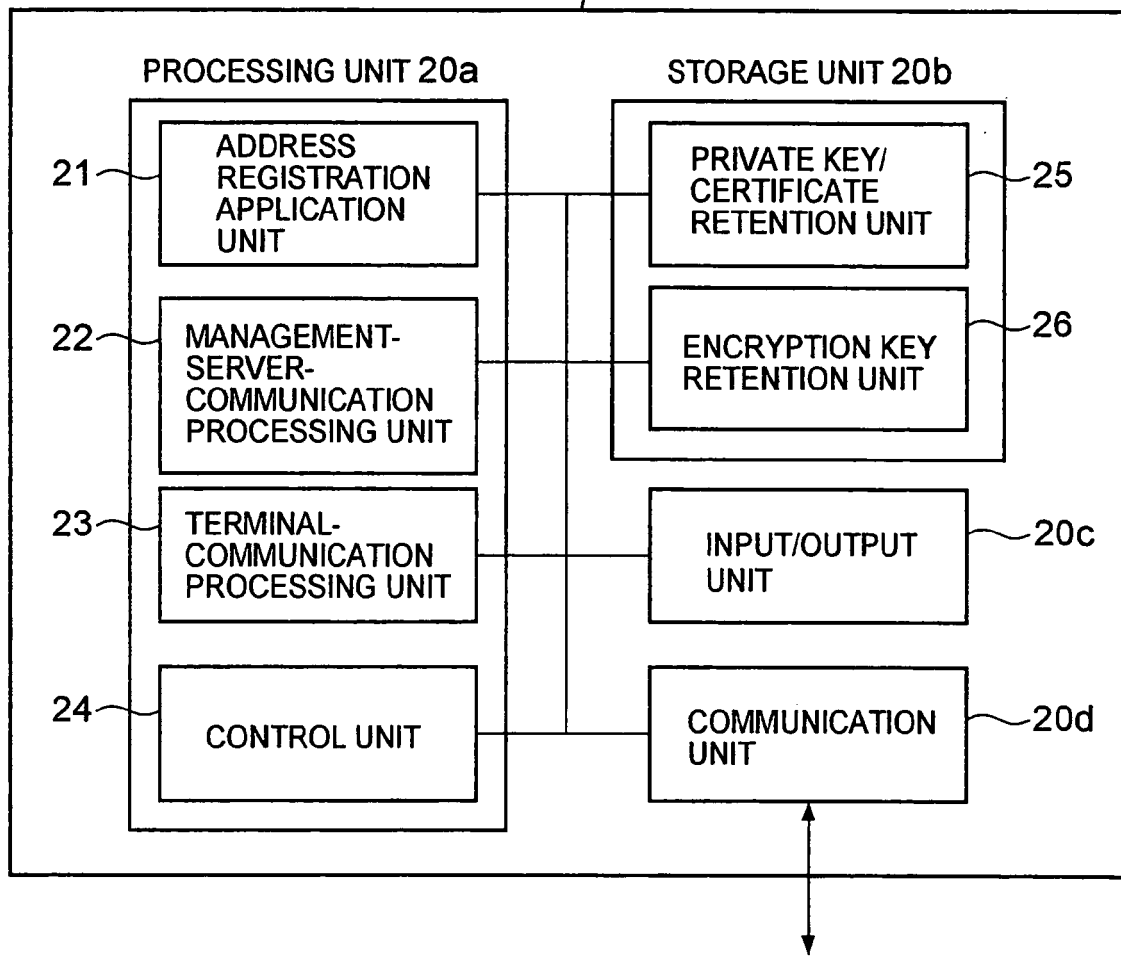 PROCESSING UNIT 20a
STORAGE UNIT 20b
21
ADDRESS
REGISTRATION
APPLICATION
UNIT
PRIVATE KEY/
CERTIFICATE
RETENTION UNIT
25
22
MANAGEMENT-
SERVER-
COMMUNICATION
PROCESSING UNIT
ENCRYPTION KEY
RETENTION UNIT
26
23
TERMINAL-
COMMUNICATION
PROCESSING UNIT
INPUT/OUTPUT
UNIT
20c
24
CONTROL UNIT
COMMUNICATION
UNIT
20d